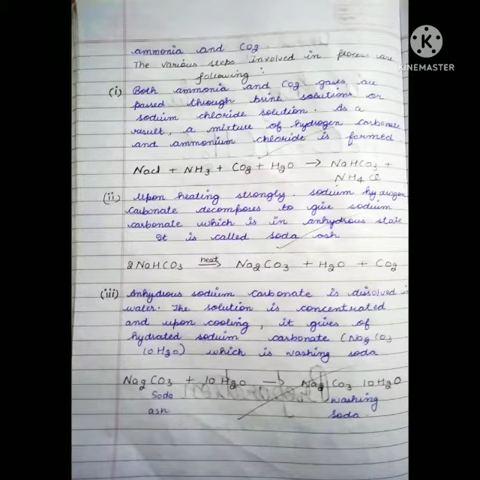 ammonia and CO2.
The various steps involved in process are
following :
KINEMASTER
(i) Both ammonia and CO2 gases are
passed through brine solutions or
sodium chloride solution. As a
result, a mixture of hydrogen carbonate
and ammonium chloride is formed
Nacl + NH3 + CO2 + H2O → NaHCO3 +
NH4 Cl
(ii) Upon heating strongly. sodium hydrogen
carbonate decomposes to give sodium
carbonate which is in anhydrous state
It is called soda ash
2NaHCO3 heat→ Na2CO3 + H2O + CO2
(iii) Anhydrous sodium carbonate is dissolved in
water. The solution is concentrated
and upon cooling, it gives of
hydrated sodium carbonate (Na2CO3
10H2O) which is washing soda
Na2CO3 + 10H2O → Na2CO3 10H2O
Soda washing
ash soda.